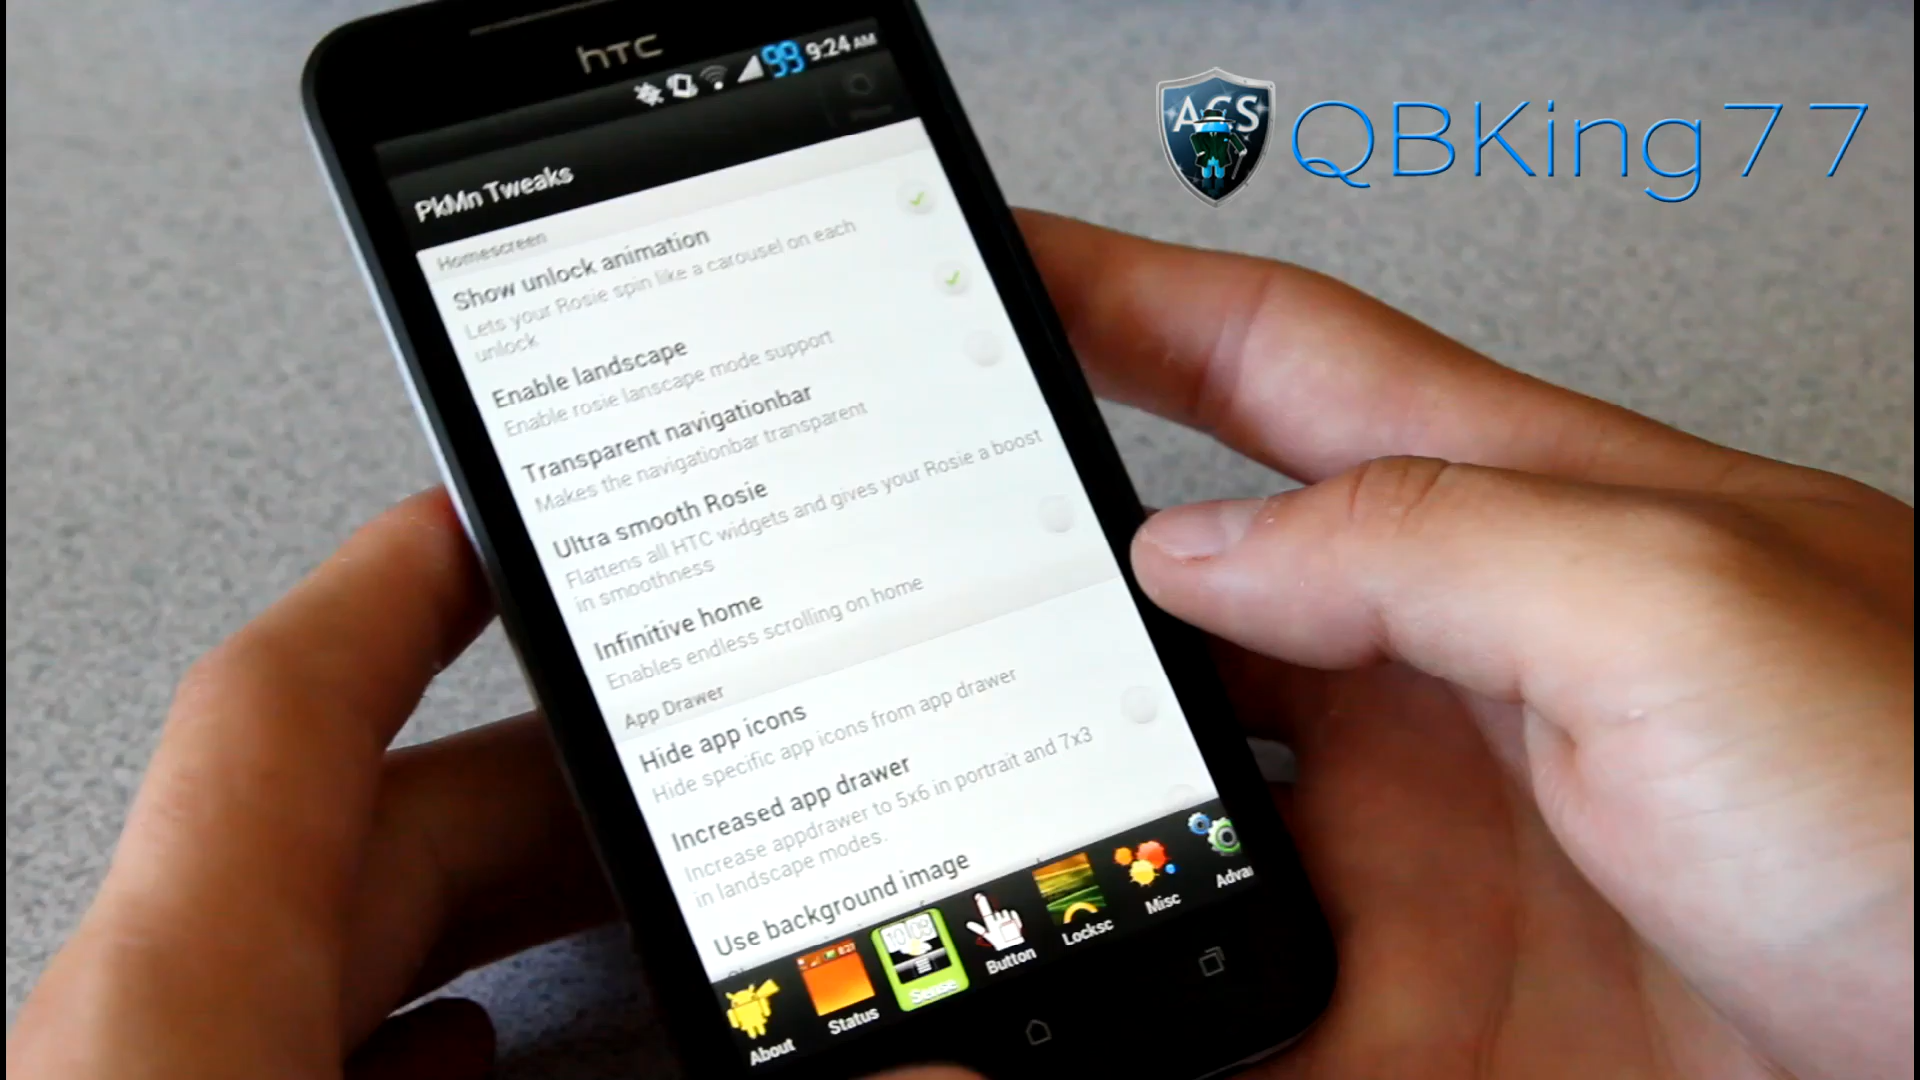 hTC
99 9:24 AM
ACS
QBKing77
PkMn Tweaks
Homescreen
Show unlock animation
Lets your Rosie spin like a carousel on each
unlock
Enable landscape
Enable rosie lanscape mode support
Transparent navigationbar
Makes the navigationbar transparent
Ultra smooth Rosie
Flattens all HTC widgets and gives your Rosie a boost
in smoothness
Infinitive home
Enables endless scrolling on home
App Drawer
Hide app icons
Hide specific app icons from app drawer
Increased app drawer
Increase appdrawer to 5x6 in portrait and 7x3
in landscape modes.
Use background image
About
Status
Sense
Button
Locksc
Misc
Advar